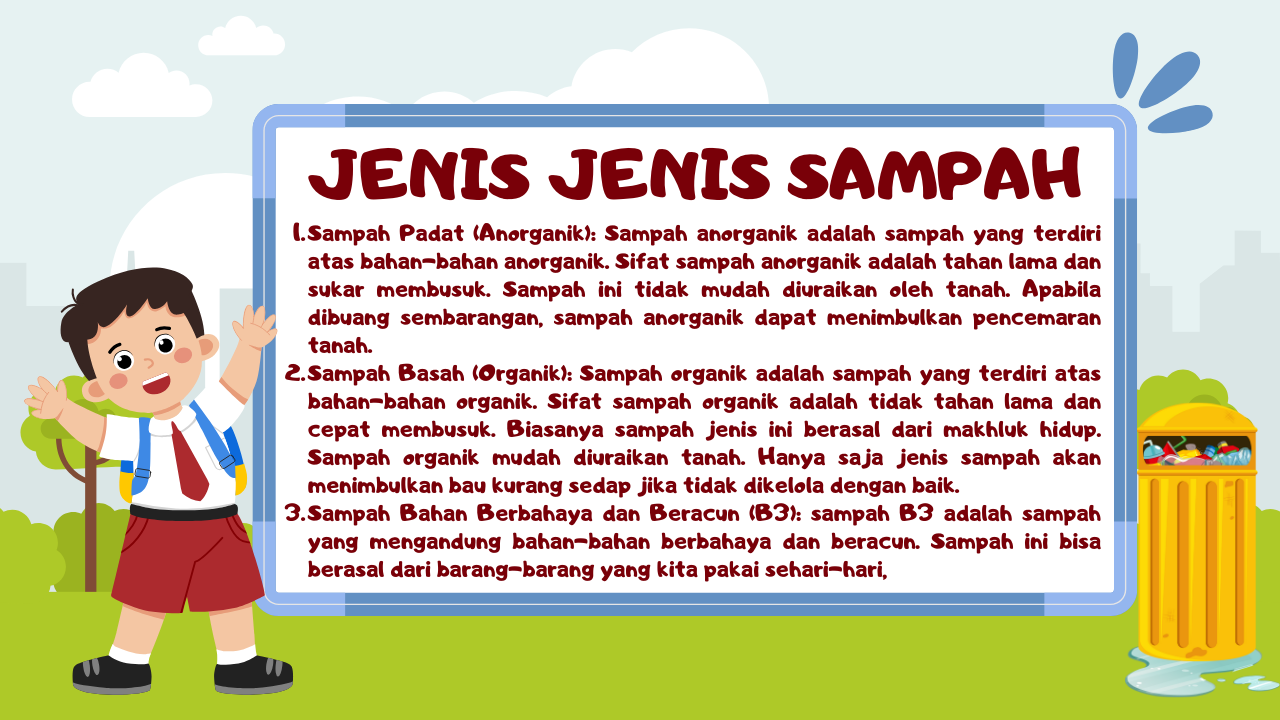 JENIS JENIS SAMPAH
1.Sampah Padat (Anorganik): Sampah anorganik adalah sampah yang terdiri
atas bahan-bahan anorganik. Sifat sampah anorganik adalah tahan lama dan
sukar membusuk. Sampah ini tidak mudah diuraikan oleh tanah. Apabila
dibuang sembarangan, sampah anorganik dapat menimbulkan pencemaran
tanah.
2.Sampah Basah (Organik): Sampah organik adalah sampah yang terdiri atas
bahan-bahan organik. Sifat sampah organik adalah tidak tahan lama dan
cepat membusuk. Biasanya sampah jenis ini berasal dari makhluk hidup.
Sampah organik mudah diuraikan tanah. Hanya saja jenis sampah akan
menimbulkan bau kurang sedap jika tidak dikelola dengan baik.
3.Sampah Bahan Berbahaya dan Beracun (B3): sampah B3 adalah sampah
yang mengandung bahan-bahan berbahaya dan beracun. Sampah ini bisa
berasal dari barang-barang yang kita pakai sehari-hari,